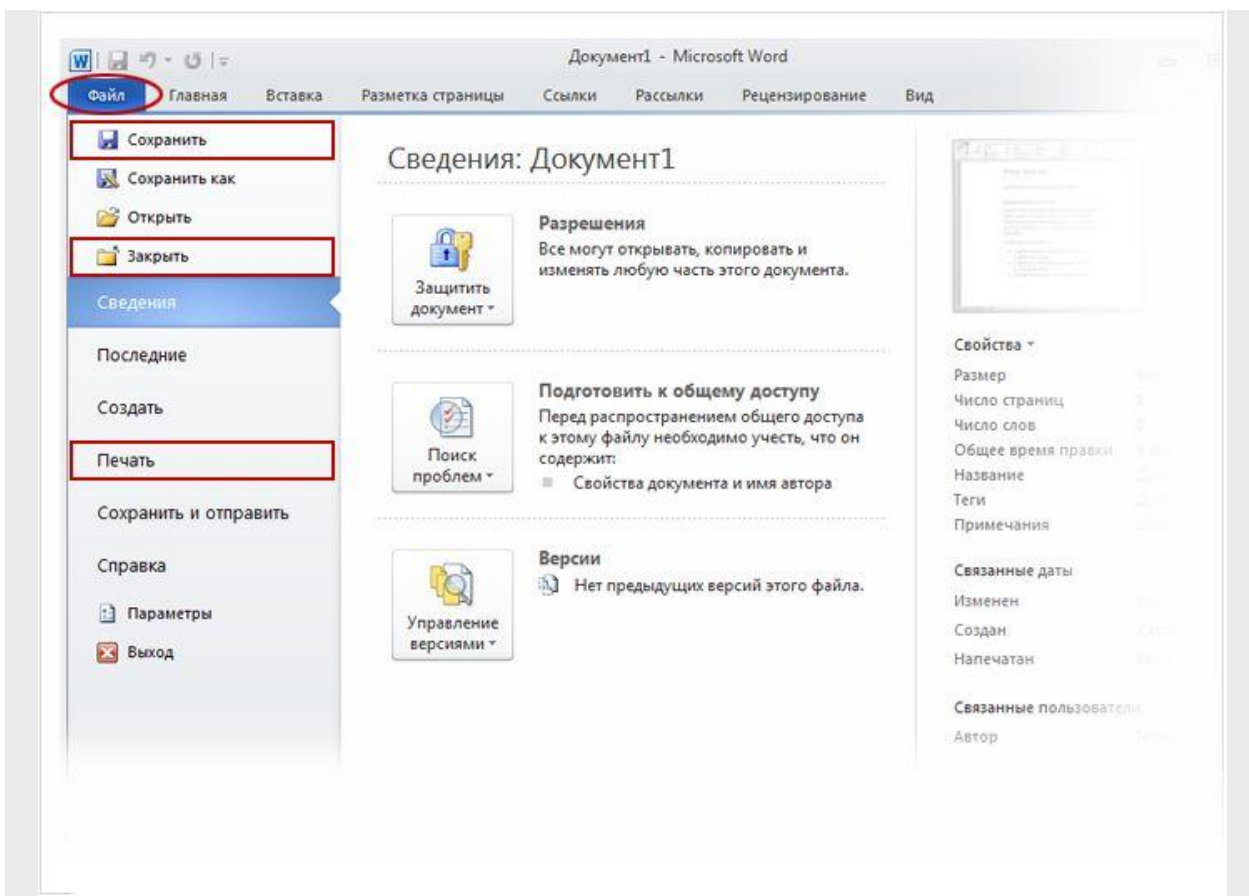 Документ1 - Microsoft Word
Файл Главная Вставка Разметка страницы Ссылки Рассылки Рецензирование Вид
Сохранить
Сохранить как
Открыть
Закрыть
Сведения
Последние
Создать
Печать
Сохранить и отправить
Справка
Параметры
Выход
Сведения: Документ1
Защитить
документ
Разрешения
Все могут открывать, копировать и
изменять любую часть этого документа.
Поиск
проблем
Подготовить к общему доступу
Перед распространением общего доступа
к этому файлу необходимо учесть, что он
содержит:
Свойства документа и имя автора
Управление
версиями
Версии
Нет предыдущих версий этого файла.
Свойства
Размер
Число страниц
Число слов
Общее время правки
Название
Теги
Примечания
Связанные даты
Изменен
Создан
Напечатан
Связанные пользователи
Автор